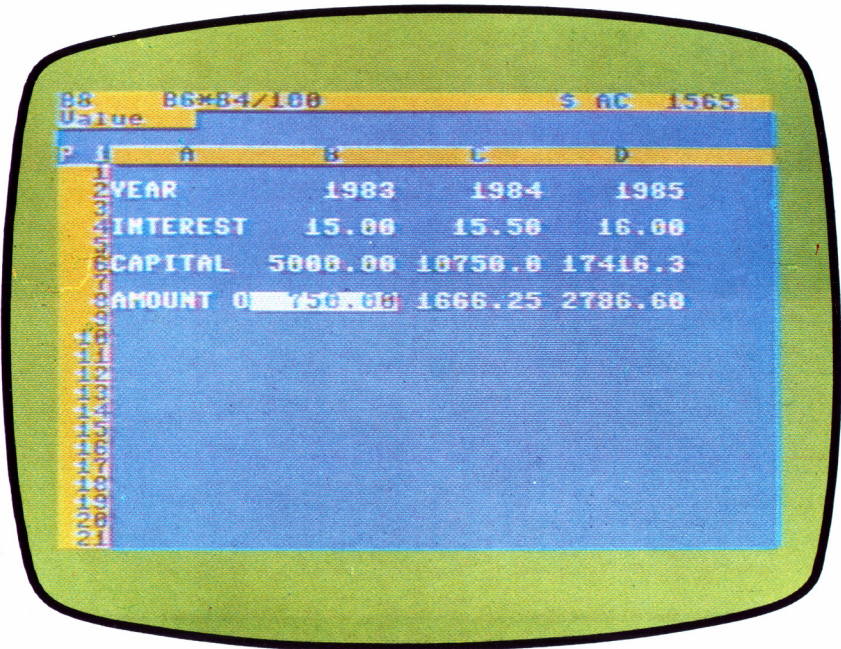 B8 B6*B4/100 $ AC 1565
Value
P 1 A B C D
1
2 YEAR 1983 1984 1985
3
4 INTEREST 15.00 15.50 16.00
5
6 CAPITAL 5000.00 10750.0 17416.3
7
8 AMOUNT O 750.00 1666.25 2786.60
9
10
11
12
13
14
15
16
17
18
19
20
21